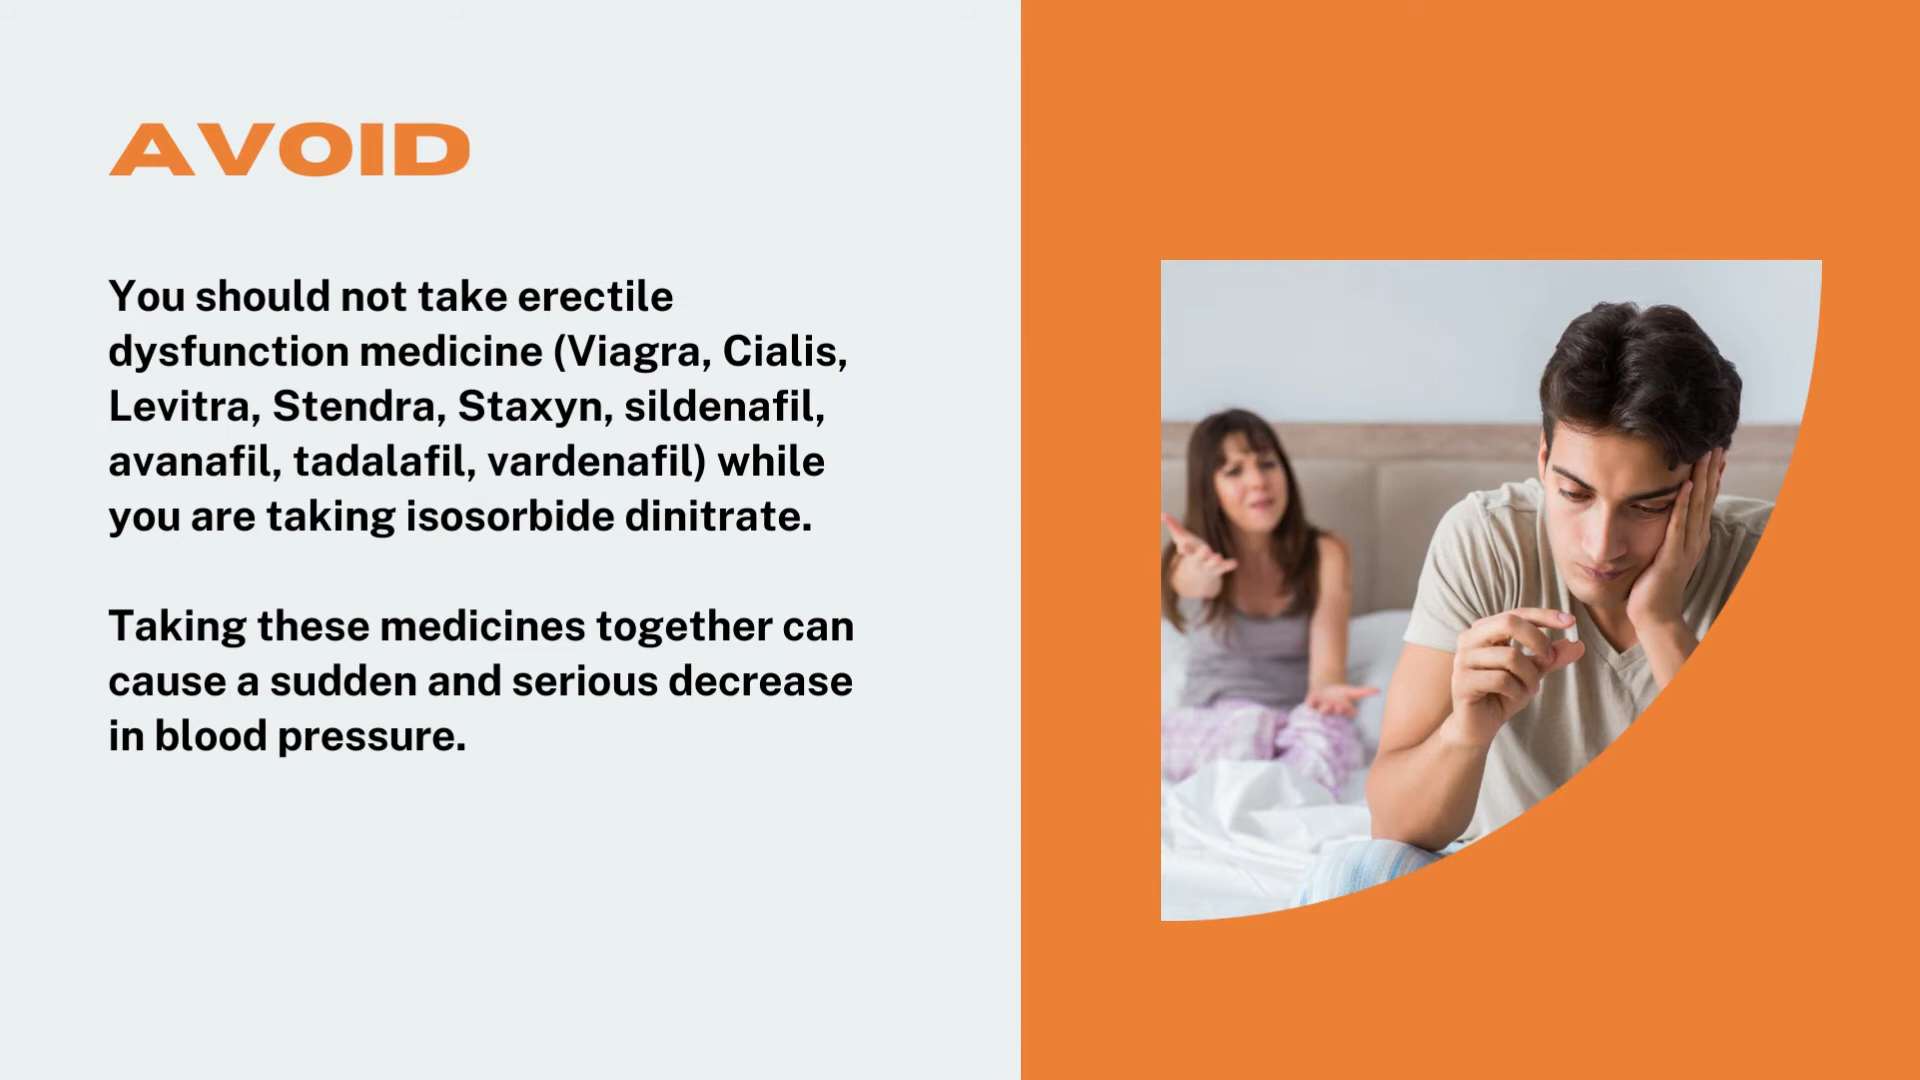 AVOID
You should not take erectile
dysfunction medicine (Viagra, Cialis,
Levitra, Stendra, Staxyn, sildenafil,
avanafil, tadalafil, vardenafil) while
you are taking isosorbide dinitrate.
Taking these medicines together can
cause a sudden and serious decrease
in blood pressure.